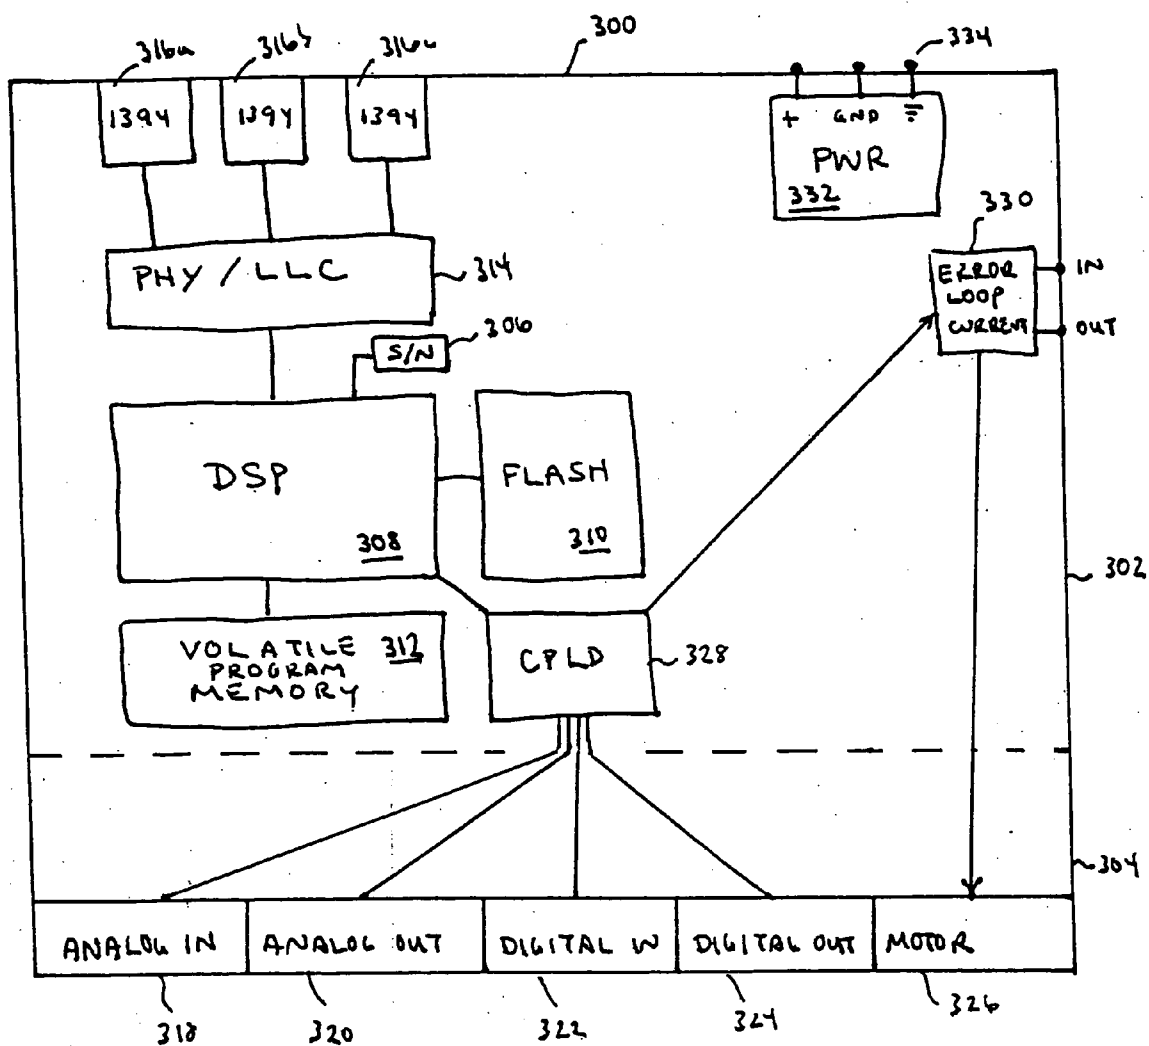 316a 316b 316c 300 334
1394 1394 1394
+ GND
PWR
332
330
PHY / LLC
314
ERROR
LOOP
CURRENT
IN
OUT
306
S/N
DSP
308
FLASH
310
302
VOLATILE 312
PROGRAM
MEMORY
CPLD
328
304
ANALOG IN ANALOG OUT DIGITAL IN DIGITAL OUT MOTOR
318 320 322 324 326